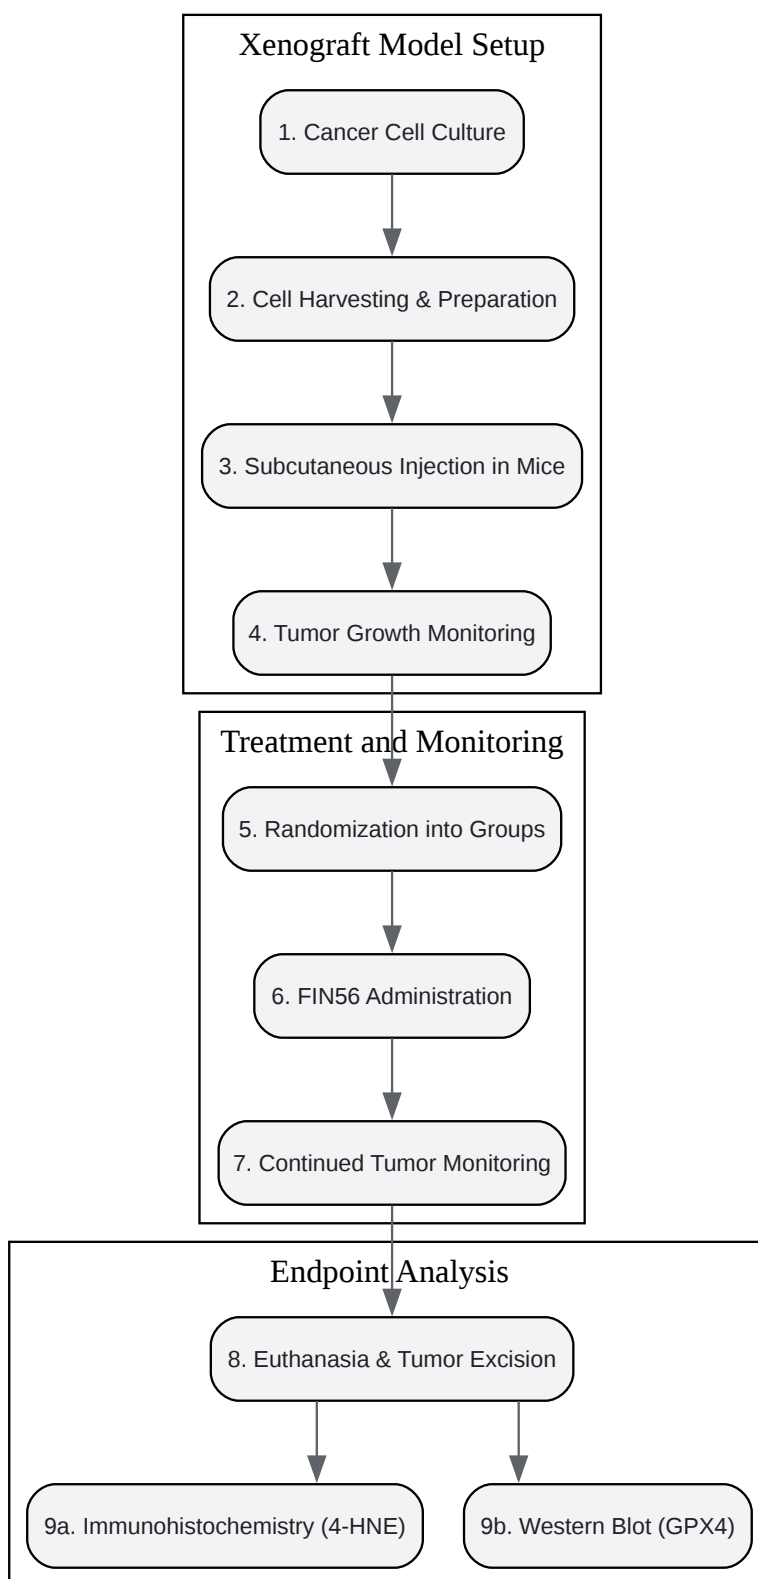 Xenograft Model Setup
1. Cancer Cell Culture
2. Cell Harvesting & Preparation
3. Subcutaneous Injection in Mice
4. Tumor Growth Monitoring
Treatment and Monitoring
5. Randomization into Groups
6. FIN56 Administration
7. Continued Tumor Monitoring
Endpoint Analysis
8. Euthanasia & Tumor Excision
9a. Immunohistochemistry (4-HNE)
9b. Western Blot (GPX4)